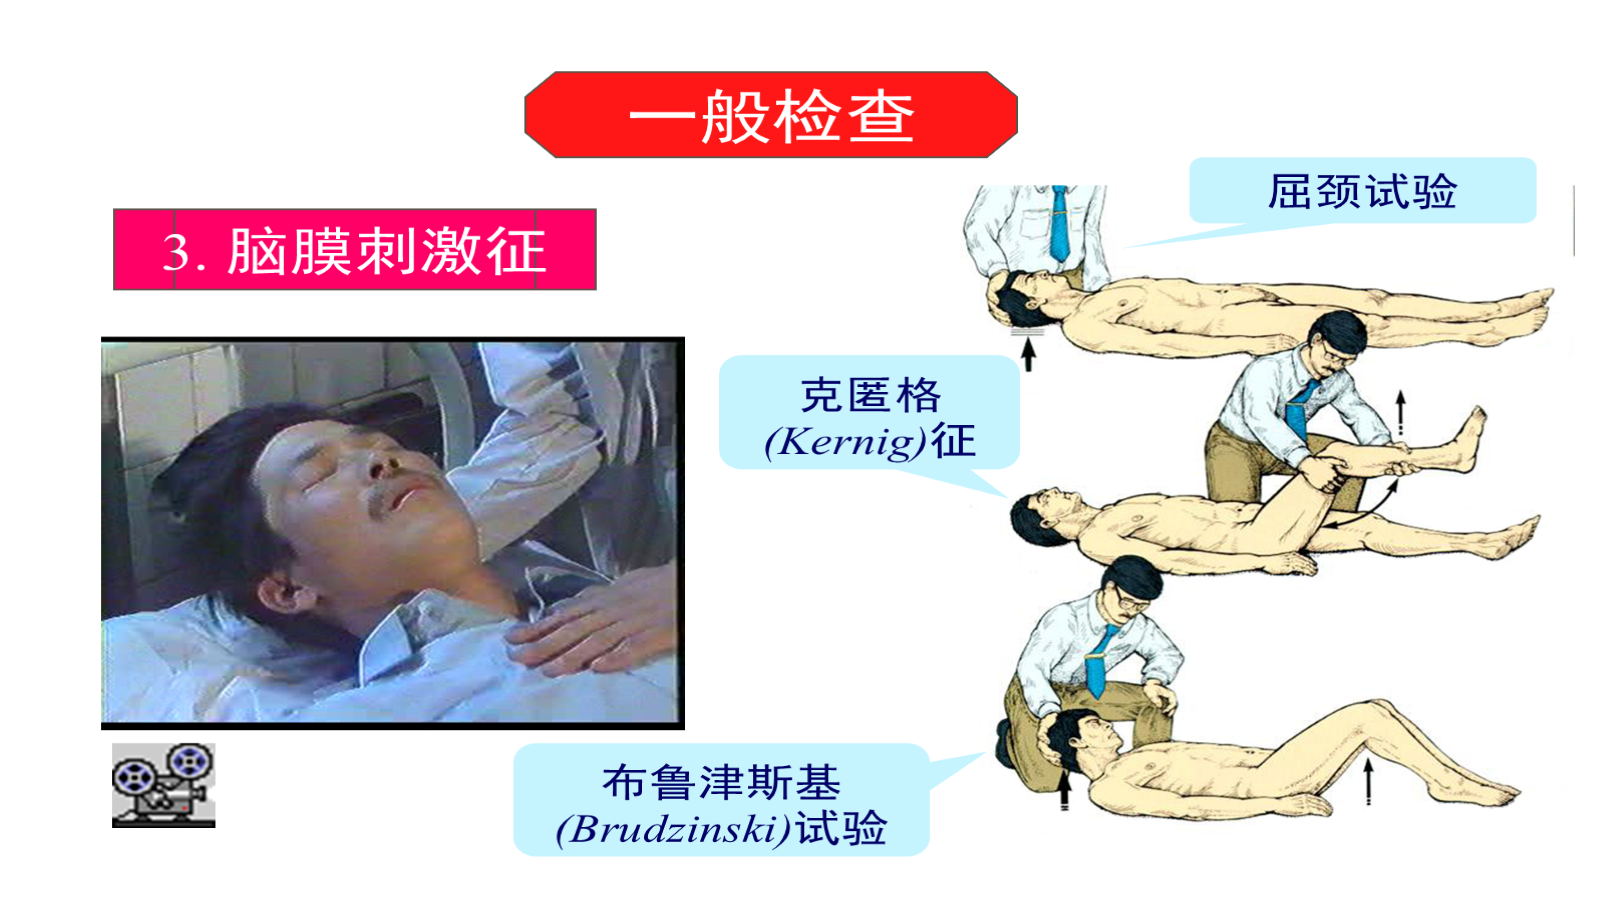 一般检查
3. 脑膜刺激征
屈颈试验
克匿格
(Kernig)征
布鲁津斯基
(Brudzinski)试验